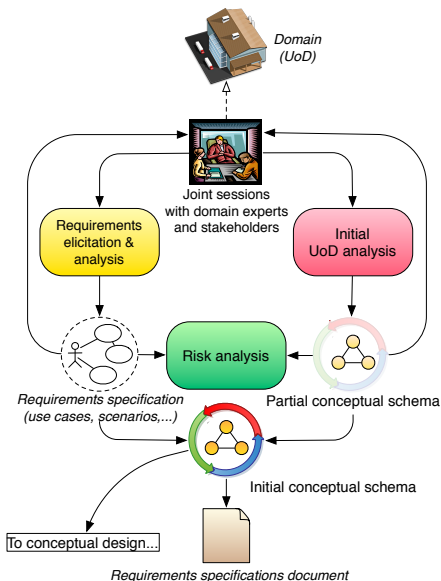 Domain
(UoD)
Joint sessions
with domain experts
and stakeholders
Requirements
elicitation &
analysis
Initial
UoD analysis
Risk analysis
Requirements specification
(use cases, scenarios,...)
Partial conceptual schema
Initial conceptual schema
To conceptual design...
Requirements specifications document